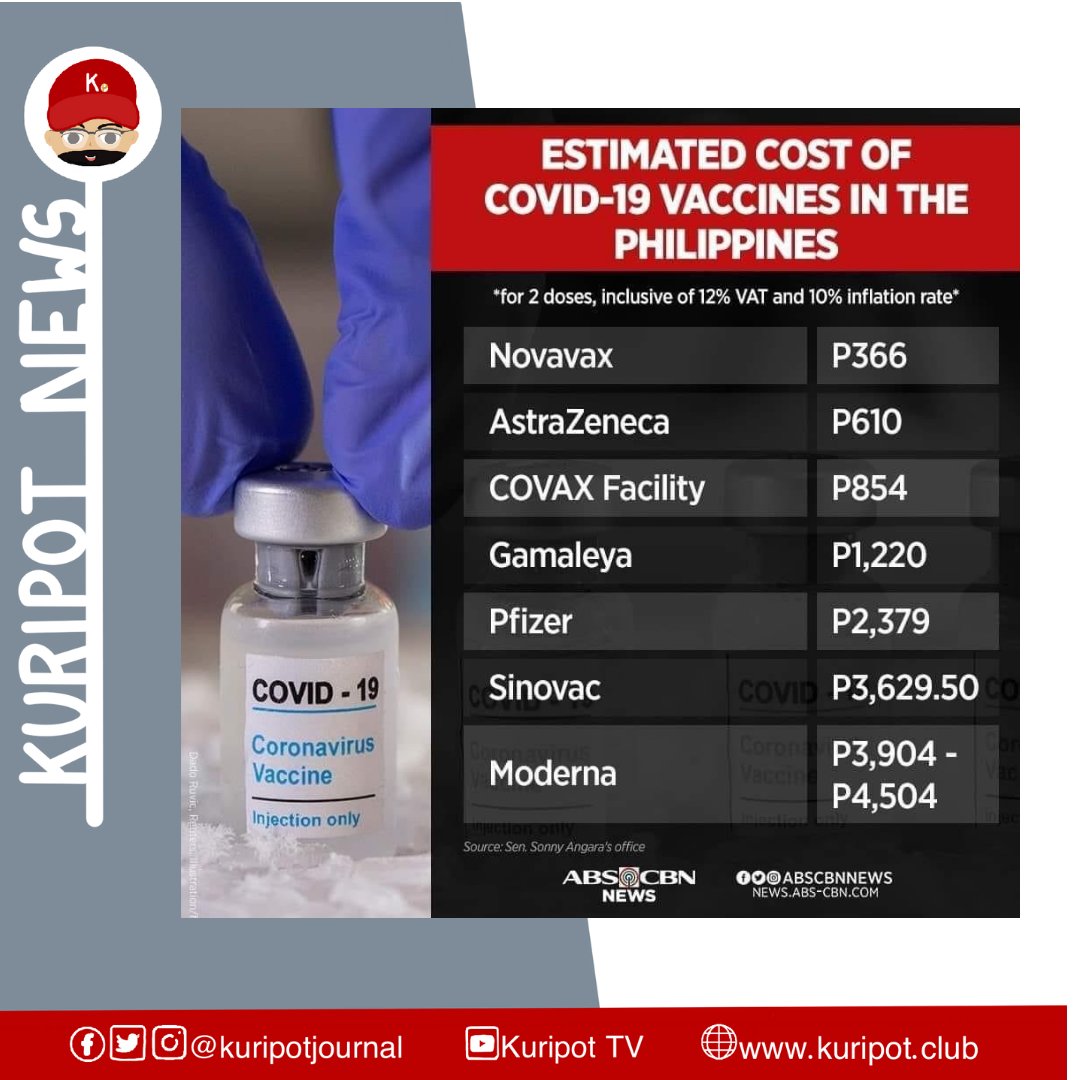 K.
KURIPOT NEWS
ESTIMATED COST OF
COVID-19 VACCINES IN THE
PHILIPPINES
*for 2 doses, inclusive of 12% VAT and 10% inflation rate*
Novavax P366
AstraZeneca P610
COVAX Facility P854
Gamaleya P1,220
Pfizer P2,379
Sinovac P3,629.50
Moderna P3,904 -
P4,504
Source: Sen. Sonny Angara's office
ABS CBN
NEWS
ABSCBNNEWS
NEWS.ABS-CBN.COM
COVID - 19
Coronavirus
Vaccine
Injection only
@kuripotjournal
Kuripot TV
www.kuripot.club